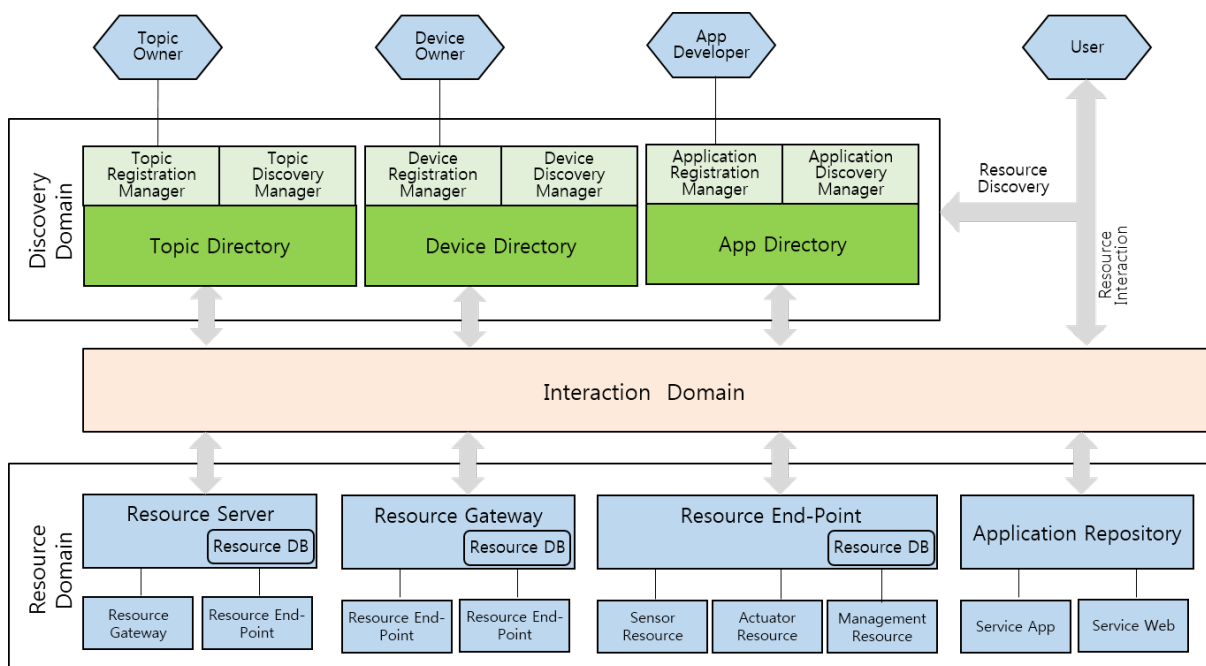 Topic
Owner
Device
Owner
App
Developer
User
Discovery
Domain
Topic
Registration
Manager
Topic
Discovery
Manager
Device
Registration
Manager
Device
Discovery
Manager
Application
Registration
Manager
Application
Discovery
Manager
Topic Directory
Device Directory
App Directory
Resource
Discovery
Resource
Interaction
Interaction Domain
Resource
Domain
Resource Server
Resource DB
Resource Gateway
Resource DB
Resource End-Point
Resource DB
Application Repository
Resource
Gateway
Resource End-
Point
Resource End-
Point
Resource End-
Point
Sensor
Resource
Actuator
Resource
Management
Resource
Service App
Service Web